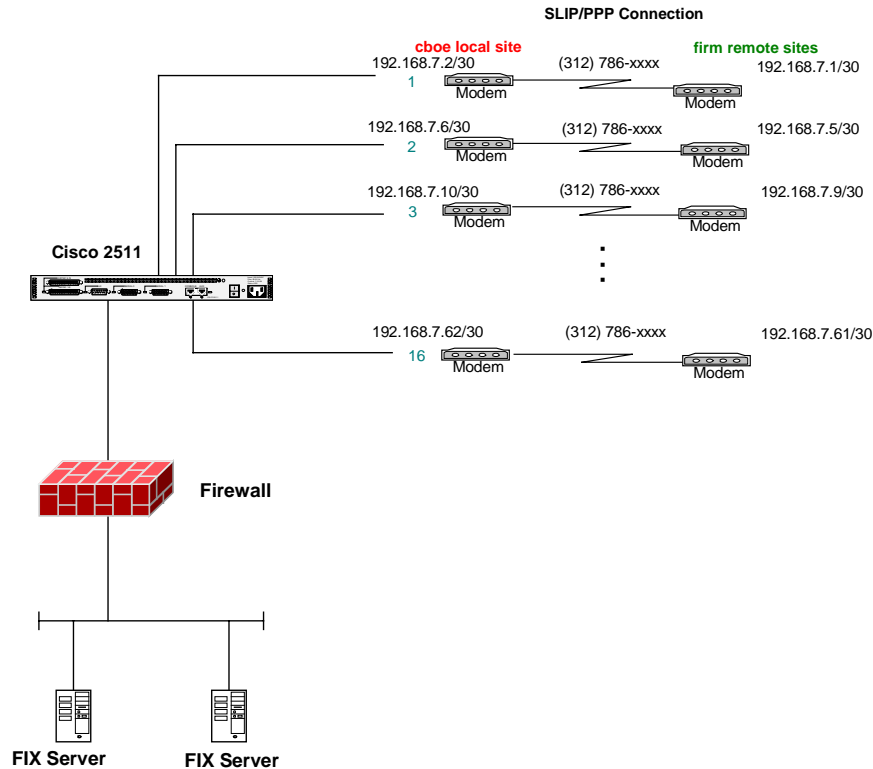 SLIP/PPP Connection
cboe local site
firm remote sites
192.168.7.2/30
(312) 786-xxxx
192.168.7.1/30
1
Modem
Modem
192.168.7.6/30
(312) 786-xxxx
192.168.7.5/30
2
Modem
Modem
192.168.7.10/30
(312) 786-xxxx
192.168.7.9/30
3
Modem
Modem
Cisco 2511
192.168.7.62/30
(312) 786-xxxx
192.168.7.61/30
16
Modem
Modem
Firewall
FIX Server
FIX Server